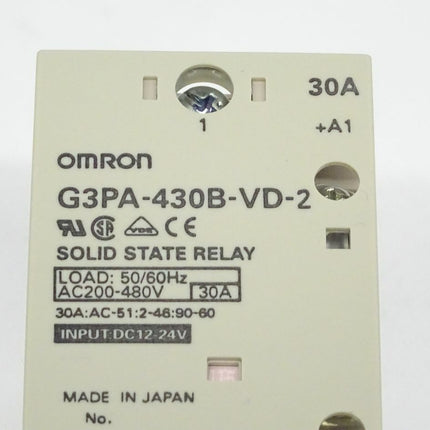 30A
1
+A1
OMRON
G3PA-430B-VD-2
SOLID STATE RELAY
LOAD: 50/60Hz
AC200-480V 30A
30A:AC-51:2-46:90-60
INPUT:DC12-24V
MADE IN JAPAN
No.